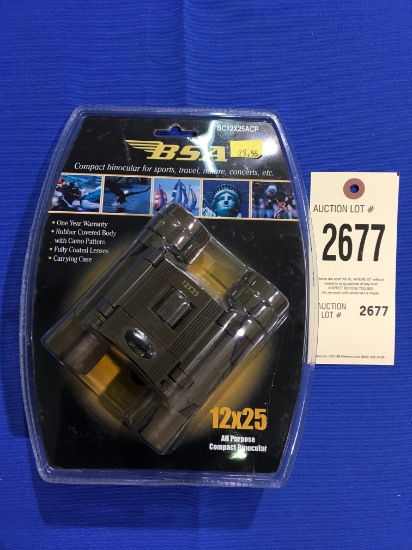 BC12X25ACP
BSA
29.95
Compact binocular for sports, travel, nature, concerts, etc.
• One Year Warranty
• Rubber Covered Body
with Camo Pattern
• Fully Coated Lenses
• Carrying Case
12X25
12x25
All Purpose
Compact Binocular
AUCTION LOT #
2677
AUCTION
LOT #
2677